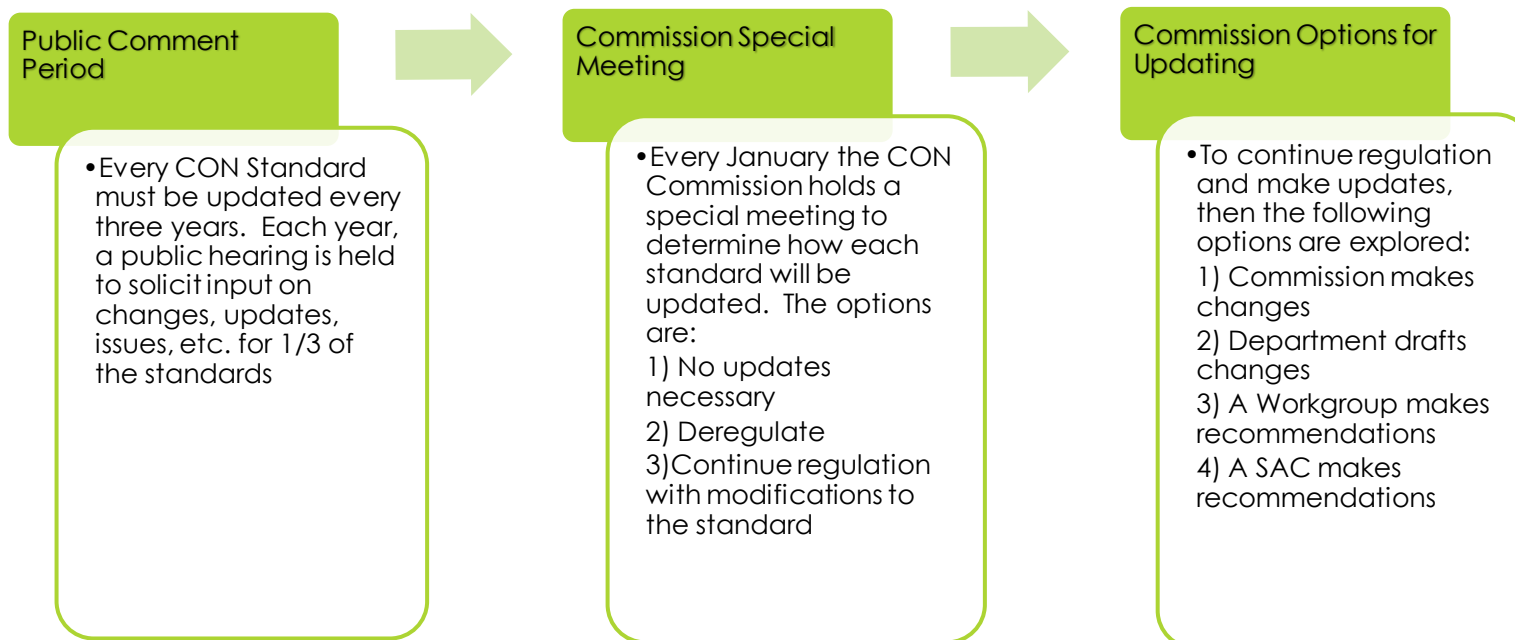 Public Comment
Period
•Every CON Standard
must be updated every
three years. Each year,
a public hearing is held
to solicit input on
changes, updates,
issues, etc. for 1/3 of
the standards
Commission Special
Meeting
•Every January the CON
Commission holds a
special meeting to
determine how each
standard will be
updated. The options
are:
1) No updates
necessary
2) Deregulate
3)Continue regulation
with modifications to
the standard
Commission Options for
Updating
•To continue regulation
and make updates,
then the following
options are explored:
1) Commission makes
changes
2) Department drafts
changes
3) A Workgroup makes
recommendations
4) A SAC makes
recommendations